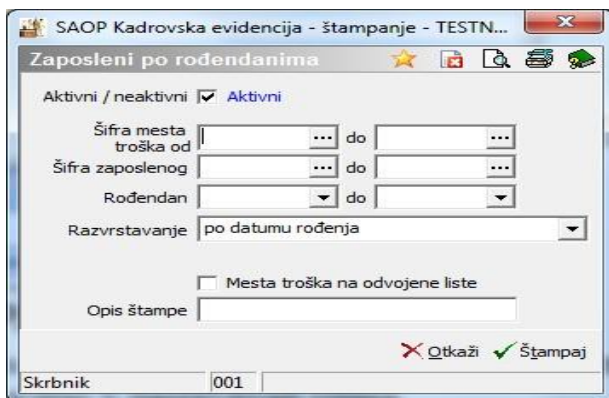 SAOP Kadrovska evidencija - štampanje - TESTN...
Zaposleni po rođendanima
Aktivni / neaktivni Aktivni
Šifra mesta
troška od do
Šifra zaposlenog do
Rođendan do
Razvrstavanje po datumu rođenja
Mesta troška na odvojene liste
Opis štampe
Otkaži Štampaj
Skrbnik 001